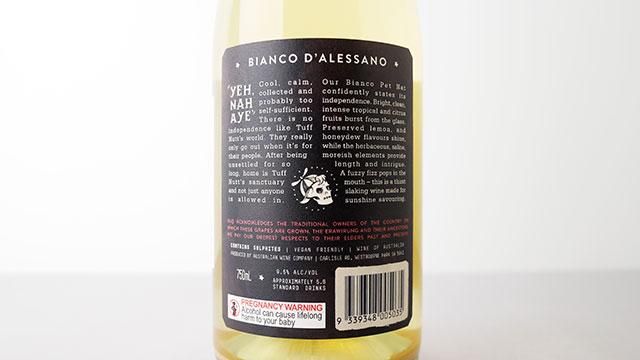 * BIANCO D'ALESSANO *
'YEH, NAH AYE',
Cool, calm,
collected and
probably too
self-sufficient.
There is no
independence like Tuff
Nutt's world. They really
only go out when it's for
their people. After being
unsettled for so
long, home is Tuff
Nutt's sanctuary
and not just anyone
is allowed in.
Our Bianco Pet Nat
confidently states its
independence. Bright, clean,
intense tropical and citrus
fruits burst from the glass.
Preserved lemon, and
honeydew flavours shine,
while the herbaceous, saline,
moreish elements provide
length and intrigue.
A fuzzy fizz pops in the
mouth – this is a thirst
slaking wine made for
sunshine savouring.
ACKNOWLEDGES THE TRADITIONAL OWNERS OF THE COUNTRY ON
WHICH THESE GRAPES ARE GROWN, THE ERAWIRUNG AND THEIR ANCESTORS
WE PAY OUR DEEPEST RESPECTS TO THEIR ELDERS PAST AND PRESENT
CONTAINS SULPHITES | VEGAN FRIENDLY | WINE OF AUSTRALIA
PRODUCED BY AUSTRALIAN WINE COMPANY | CARLISLE RD, WESTBOURNE PARK SA 5041
750mL *
9.5% ALC/VOL
APPROXIMATELY 5.6
STANDARD DRINKS
PREGNANCY WARNING
Alcohol can cause lifelong
harm to your baby
9 339348 005035